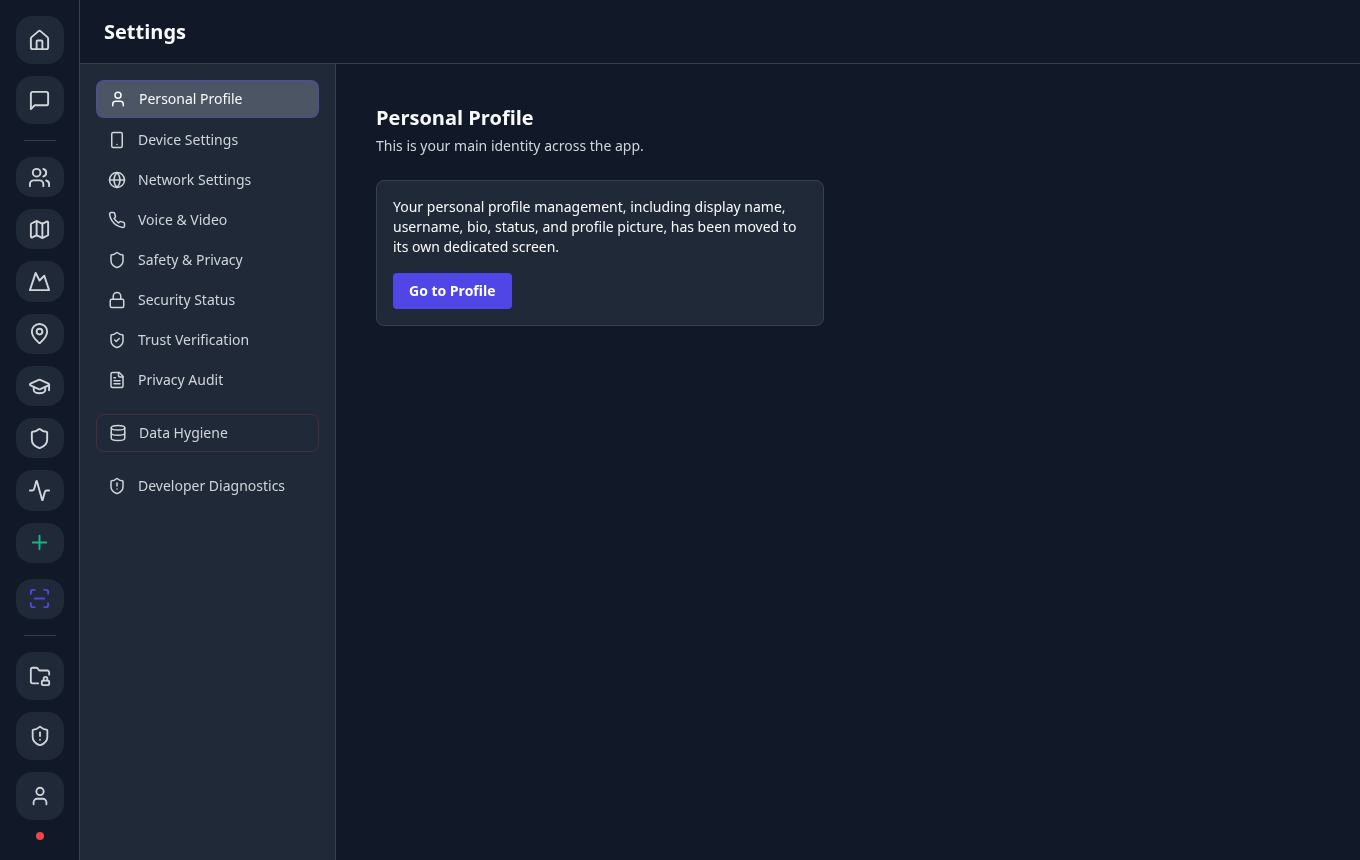 Settings
Personal Profile
Device Settings
Network Settings
Voice & Video
Safety & Privacy
Security Status
Trust Verification
Privacy Audit
Data Hygiene
Developer Diagnostics
Personal Profile
This is your main identity across the app.
Your personal profile management, including display name,
username, bio, status, and profile picture, has been moved to
its own dedicated screen.
Go to Profile